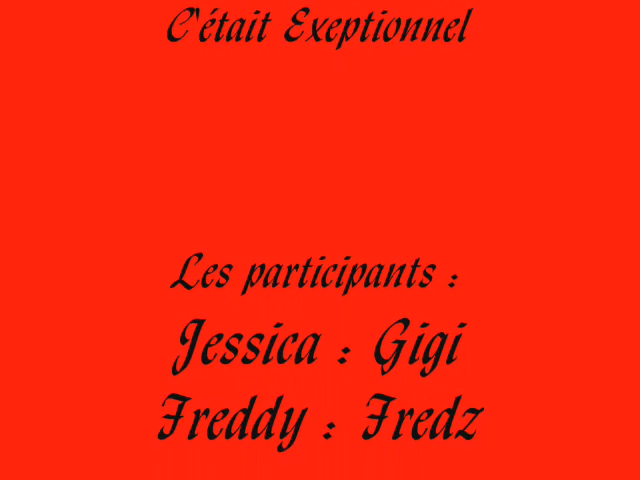 C'était Exeptionnel
Les participants :
Jessica : Gigi
Freddy : Fredz